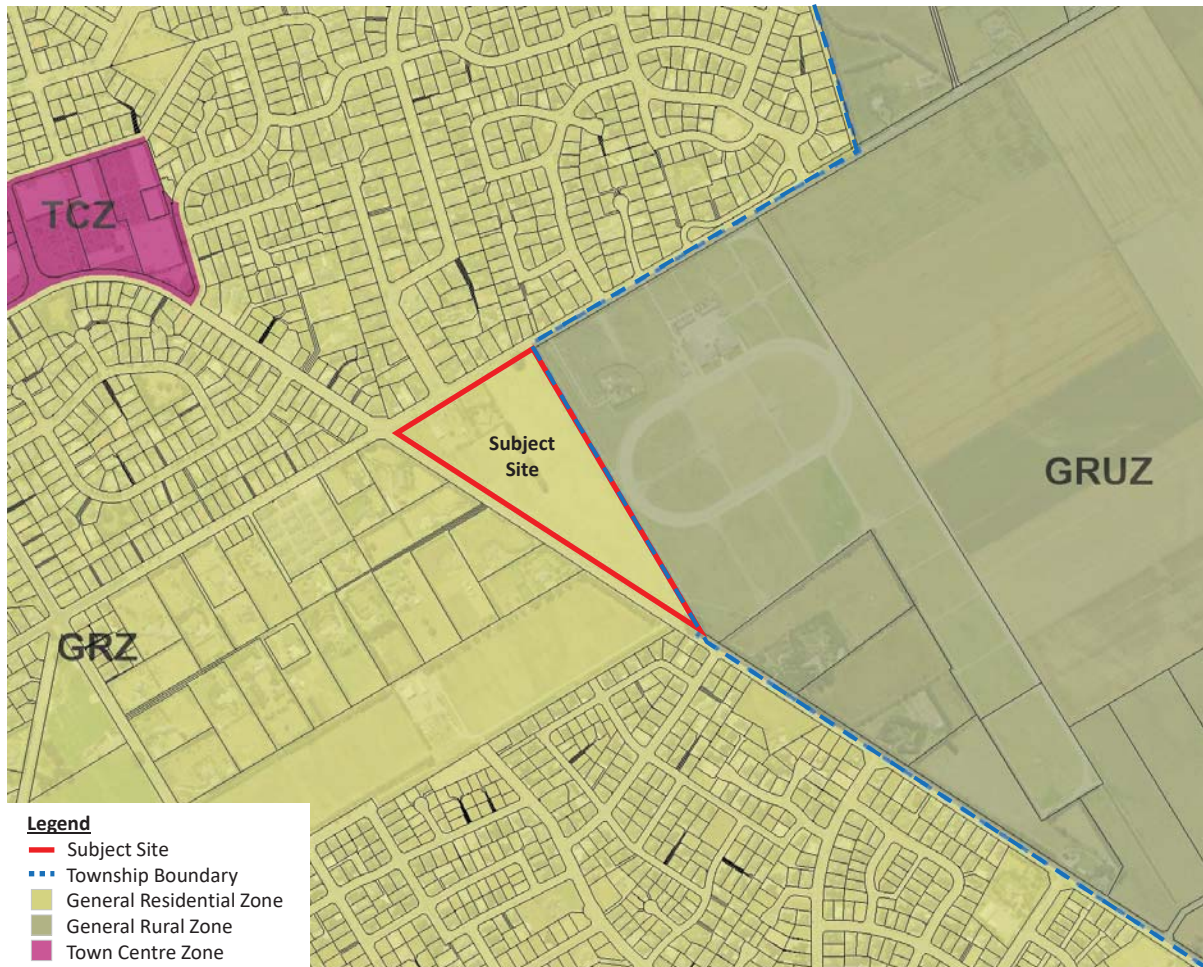 TCZ
Subject
Site
GRUZ
GRZ
Legend
Subject Site
Township Boundary
General Residential Zone
General Rural Zone
Town Centre Zone